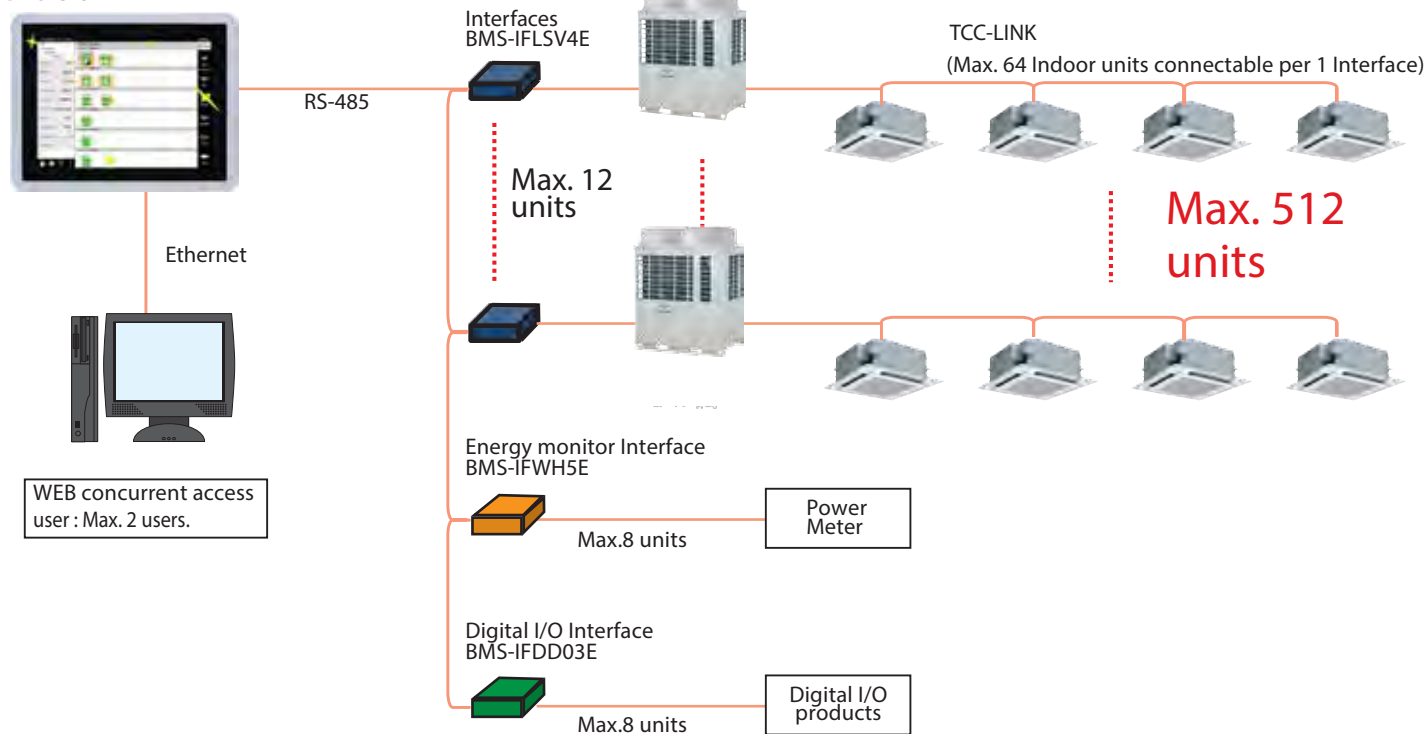 Interfaces
BMS-IFLSV4E
TCC-LINK
(Max. 64 Indoor units connectable per 1 Interface)
RS-485
Max. 12
units
Max. 512
units
Ethernet
WEB concurrent access
user : Max. 2 users.
Energy monitor Interface
BMS-IFWH5E
Max.8 units
Power
Meter
Digital I/O Interface
BMS-IFDD03E
Max.8 units
Digital I/O
products